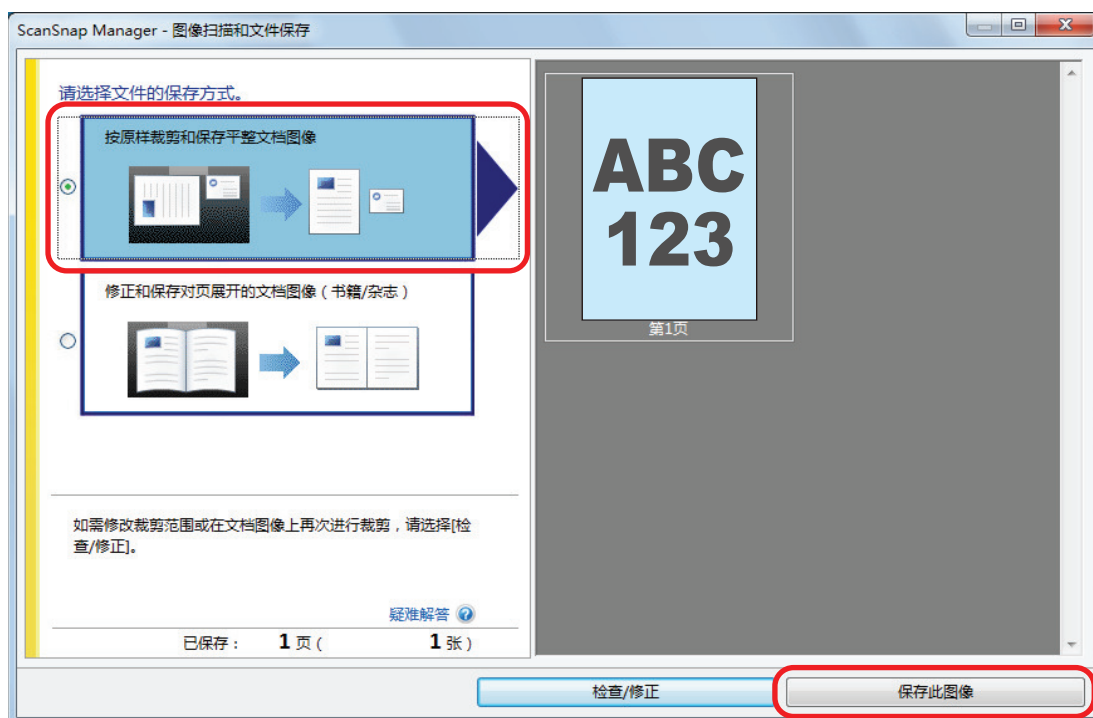 ScanSnap Manager - 图像扫描和文件保存
请选择文件的保存方式。
按原样裁剪和保存平整文档图像
修正和保存对页展开的文档图像（书籍/杂志）
如需修改裁剪范围或在文档图像上再次进行裁剪，请选择[检
查/修正]。
疑难解答
已保存： 1 页 ( 1 张 )
ABC
123
第1页
检查/修正
保存此图像